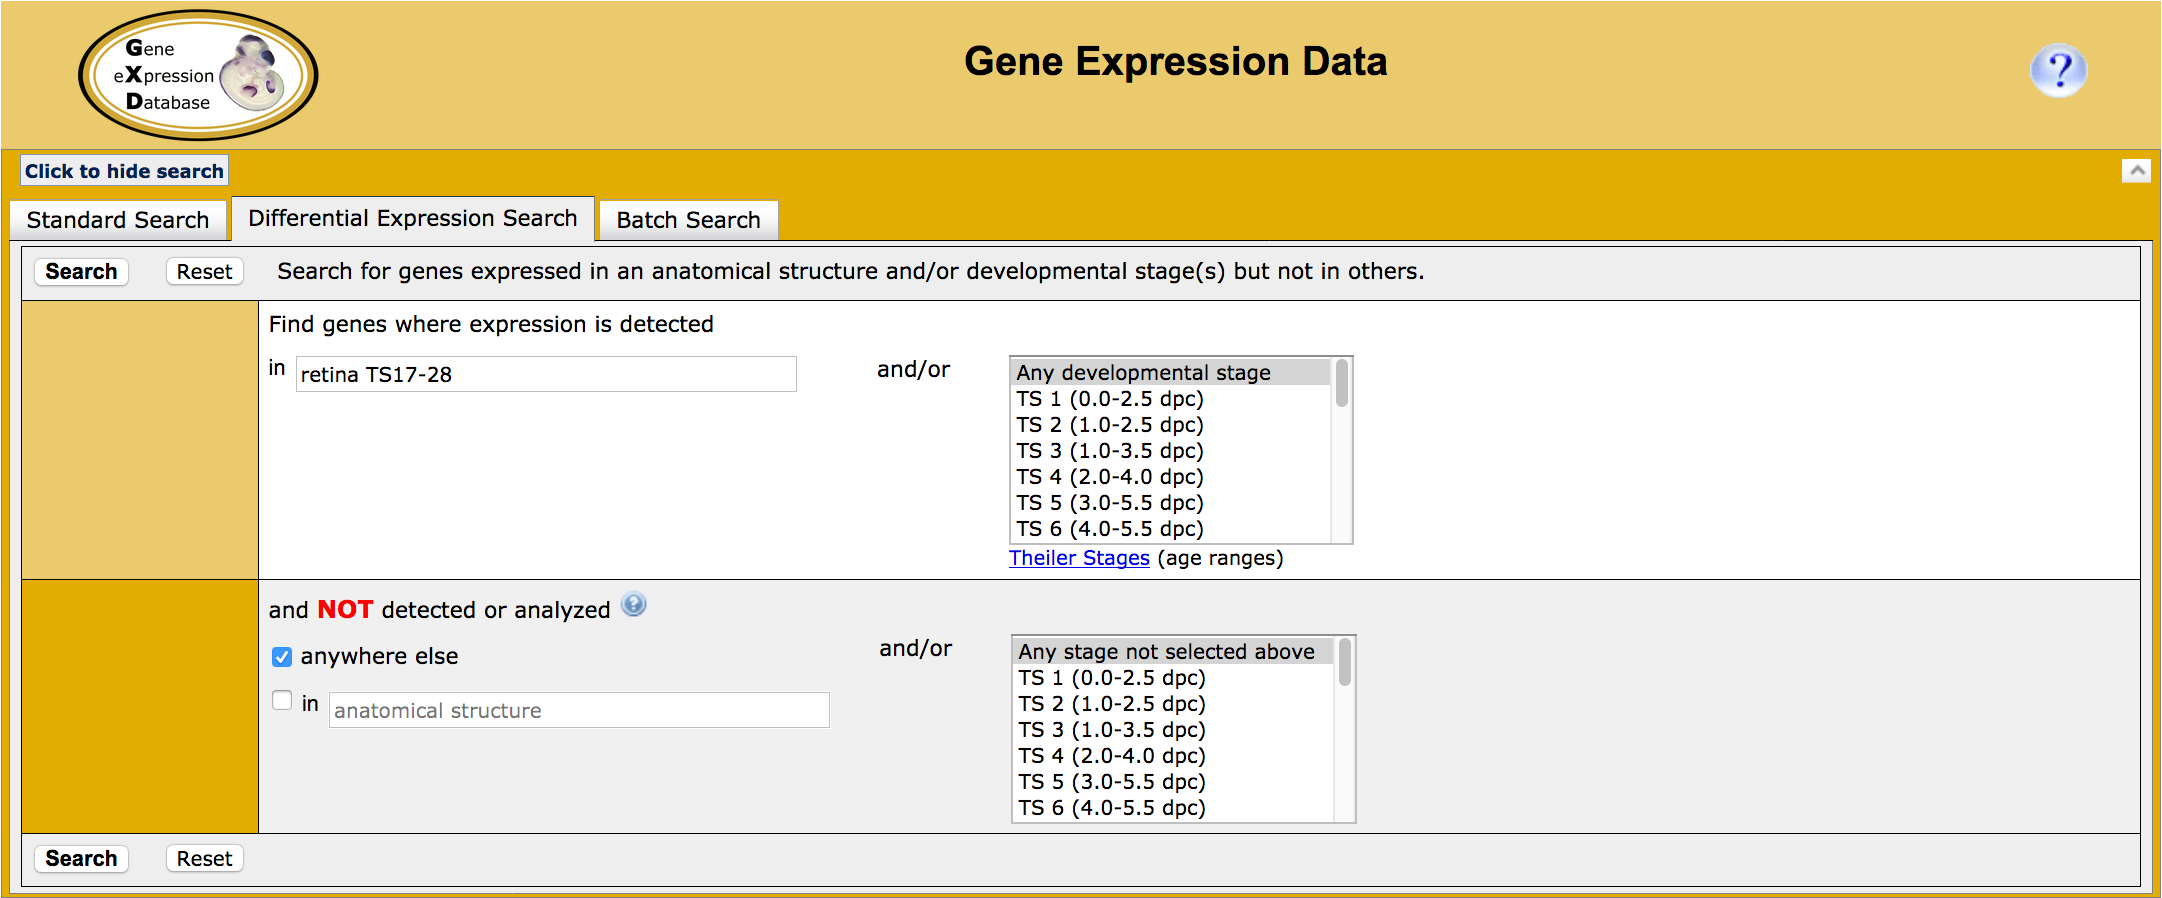 Gene
eXpression
Database
Gene Expression Data
?
Click to hide search
Standard Search
Differential Expression Search
Batch Search
Search
Reset
Search for genes expressed in an anatomical structure and/or developmental stage(s) but not in others.
Find genes where expression is detected
in
retina TS17-28
and/or
Any developmental stage
TS 1 (0.0-2.5 dpc)
TS 2 (1.0-2.5 dpc)
TS 3 (1.0-3.5 dpc)
TS 4 (2.0-4.0 dpc)
TS 5 (3.0-5.5 dpc)
TS 6 (4.0-5.5 dpc)
Theiler Stages (age ranges)
and NOT detected or analyzed ?
anywhere else
in
anatomical structure
and/or
Any stage not selected above
TS 1 (0.0-2.5 dpc)
TS 2 (1.0-2.5 dpc)
TS 3 (1.0-3.5 dpc)
TS 4 (2.0-4.0 dpc)
TS 5 (3.0-5.5 dpc)
TS 6 (4.0-5.5 dpc)
Search
Reset